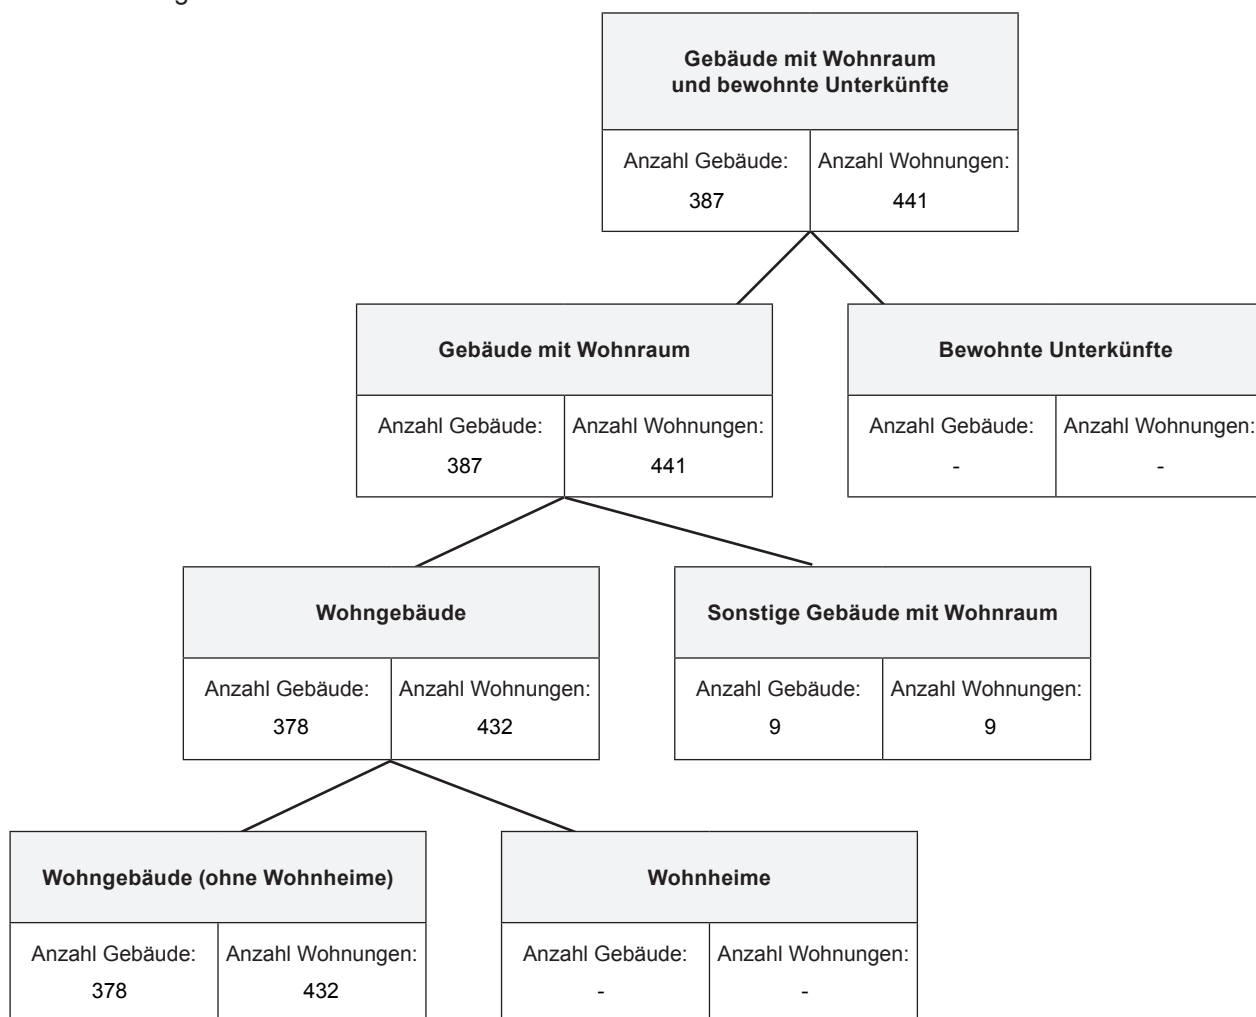 Gebäude mit Wohnraum
und bewohnte Unterkünfte
Anzahl Gebäude: Anzahl Wohnungen:
387 441
Gebäude mit Wohnraum
Anzahl Gebäude: Anzahl Wohnungen:
387 441
Bewohnte Unterkünfte
Anzahl Gebäude: Anzahl Wohnungen:
- -
Wohngebäude
Anzahl Gebäude: Anzahl Wohnungen:
378 432
Sonstige Gebäude mit Wohnraum
Anzahl Gebäude: Anzahl Wohnungen:
9 9
Wohngebäude (ohne Wohnheime)
Anzahl Gebäude: Anzahl Wohnungen:
378 432
Wohnheime
Anzahl Gebäude: Anzahl Wohnungen:
- -